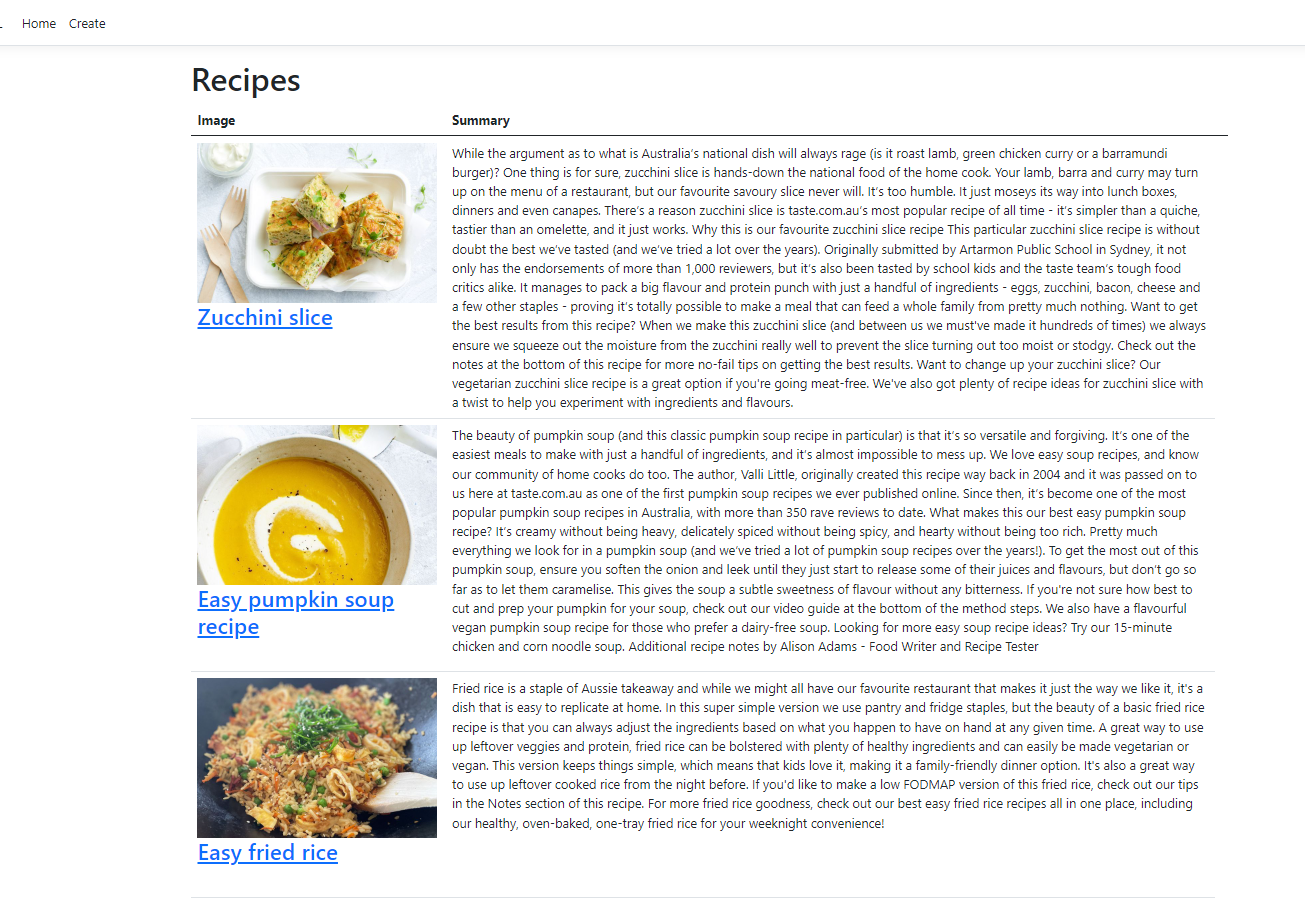 Home Create
Recipes
Image Summary
While the argument as to what is Australia's national dish will always rage (is it roast lamb, green chicken curry or a barramundi
burger)? One thing is for sure, zucchini slice is hands-down the national food of the home cook. Your lamb, barra and curry may turn
up on the menu of a restaurant, but our favourite savoury slice never will. It's too humble. It just moseys its way into lunch boxes,
dinners and even canapes. There's a reason zucchini slice is taste.com.au's most popular recipe of all time - it's simpler than a quiche,
tastier than an omelette, and it just works. Why this is our favourite zucchini slice recipe This particular zucchini slice recipe is without
doubt the best we've tasted (and we've tried a lot over the years). Originally submitted by Artarmon Public School in Sydney, it not
only has the endorsements of more than 1,000 reviewers, but it's also been tasted by school kids and the taste team's tough food
critics alike. It manages to pack a big flavour and protein punch with just a handful of ingredients - eggs, zucchini, bacon, cheese and
a few other staples - proving it's totally possible to make a meal that can feed a whole family from pretty much nothing. Want to get
the best results from this recipe? When we make this zucchini slice (and between us we must've made it hundreds of times) we always
ensure we squeeze out the moisture from the zucchini really well to prevent the slice turning out too moist or stodgy. Check out the
notes at the bottom of this recipe for more no-fail tips on getting the best results. Want to change up your zucchini slice? Our
vegetarian zucchini slice recipe is a great option if you're going meat-free. We've also got plenty of recipe ideas for zucchini slice with
a twist to help you experiment with ingredients and flavours.
Zucchini slice
The beauty of pumpkin soup (and this classic pumpkin soup recipe in particular) is that it's so versatile and forgiving. It's one of the
easiest meals to make with just a handful of ingredients, and it's almost impossible to mess up. We love easy soup recipes, and know
our community of home cooks do too. The author, Valli Little, originally created this recipe way back in 2004 and it was passed on to
us here at taste.com.au as one of the first pumpkin soup recipes we ever published online. Since then, it's become one of the most
popular pumpkin soup recipes in Australia, with more than 350 rave reviews to date. What makes this our best easy pumpkin soup
recipe? It's creamy without being heavy, delicately spiced without being spicy, and hearty without being too rich. Pretty much
everything we look for in a pumpkin soup (and we've tried a lot of pumpkin soup recipes over the years!). To get the most out of this
pumpkin soup, ensure you soften the onion and leek until they just start to release some of their juices and flavours, but don't go so
far as to let them caramelise. This gives the soup a subtle sweetness of flavour without any bitterness. If you're not sure how best to
cut and prep your pumpkin for your soup, check out our video guide at the bottom of the method steps. We also have a flavourful
vegan pumpkin soup recipe for those who prefer a dairy-free soup. Looking for more easy soup recipe ideas? Try our 15-minute
chicken and corn noodle soup. Additional recipe notes by Alison Adams - Food Writer and Recipe Tester
Easy pumpkin soup
recipe
Fried rice is a staple of Aussie takeaway and while we might all have our favourite restaurant that makes it just the way we like it, it's a
dish that is easy to replicate at home. In this super simple version we use pantry and fridge staples, but the beauty of a basic fried rice
recipe is that you can always adjust the ingredients based on what you happen to have on hand at any given time. A great way to use
up leftover veggies and protein, fried rice can be bolstered with plenty of healthy ingredients and can easily be made vegetarian or
vegan. This version keeps things simple, which means that kids love it, making it a family-friendly dinner option. It's also a great way
to use up leftover cooked rice from the night before. If you'd like to make a low FODMAP version of this fried rice, check out our tips
in the Notes section of this recipe. For more fried rice goodness, check out our best easy fried rice recipes all in one place, including
our healthy, oven-baked, one-tray fried rice for your weeknight convenience!
Easy fried rice